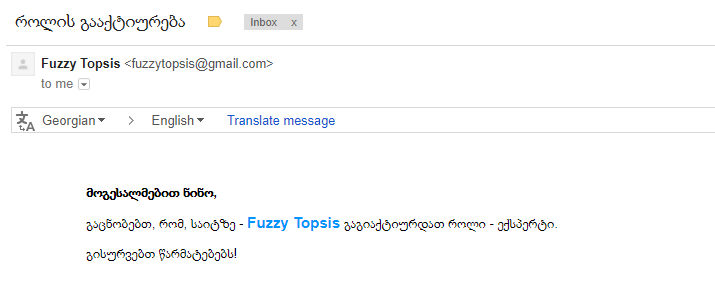 როლის გააქტიურება Inbox x
Fuzzy Topsis <fuzzytopsis@gmail.com>
to me
Georgian > English Translate message
მოგესალმებით ნინო,
გაცნობებთ, რომ, საიტზე - Fuzzy Topsis გაგიაქტიურდათ როლი - ექსპერტი.
გისურვებთ წარმატებებს!